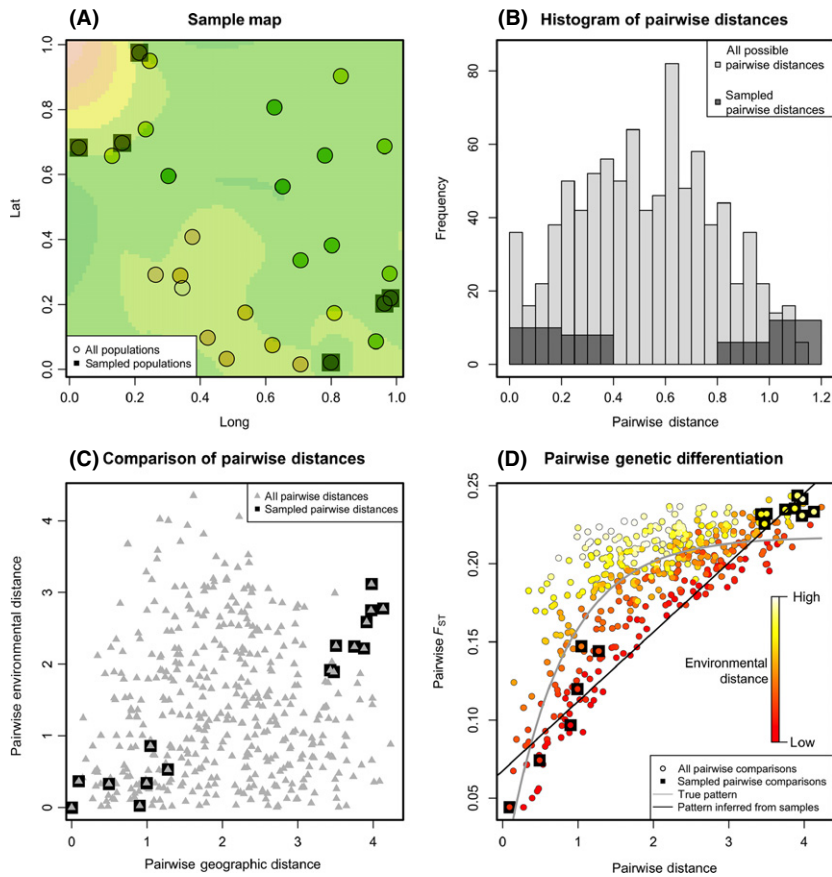 (A) Sample map
1.0
0.8
0.6
0.4
0.2
0.0
Lat
All populations
Sampled populations
0.0 0.2 0.4 0.6 0.8 1.0
Long
(B) Histogram of pairwise distances
80
60
40
20
0
Frequency
All possible
pairwise distances
Sampled
pairwise distances
0.0 0.2 0.4 0.6 0.8 1.0 1.2
Pairwise distance
(C) Comparison of pairwise distances
4
3
2
1
0
Pairwise environmental distance
All pairwise distances
Sampled pairwise distances
0 1 2 3 4
Pairwise geographic distance
(D) Pairwise genetic differentiation
0.25
0.20
0.15
0.10
0.05
Pairwise FST
High
Environmental
distance
Low
All pairwise comparisons
Sampled pairwise comparisons
True pattern
Pattern inferred from samples
0 1 2 3 4
Pairwise distance